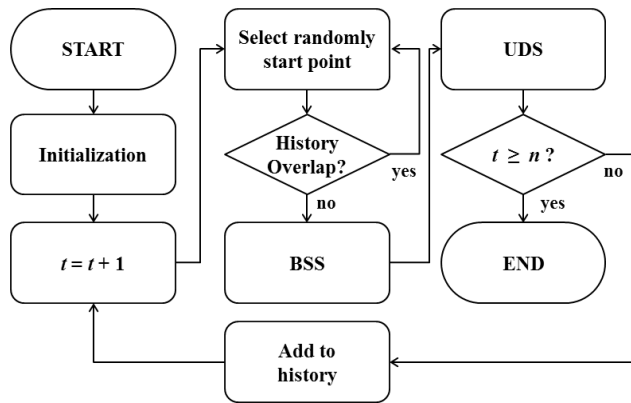 START
Initialization
t = t + 1
Select randomly
start point
History
Overlap?
yes
no
BSS
UDS
t ≥ n ?
no
yes
END
Add to
history